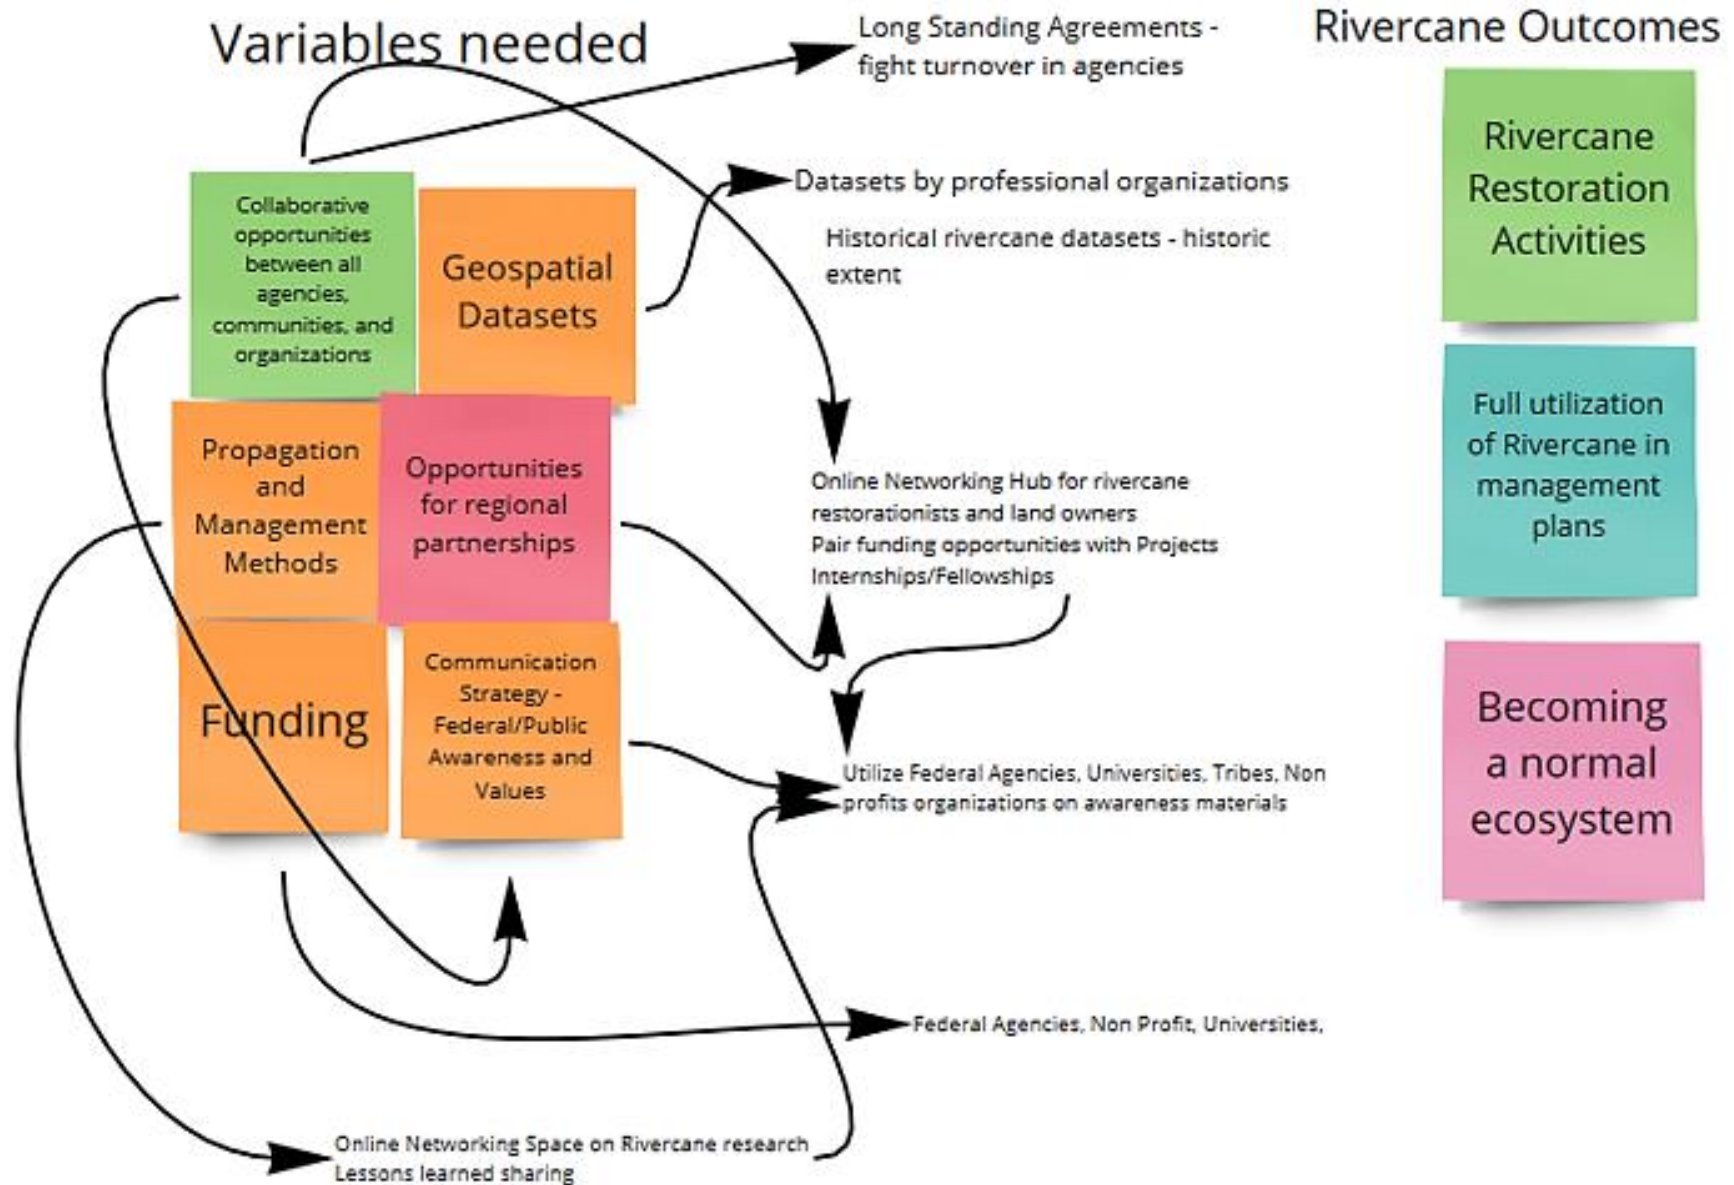 Variables needed
Long Standing Agreements -
fight turnover in agencies
Rivercane Outcomes
Collaborative
opportunities
between all
agencies,
communities, and
organizations
Geospatial
Datasets
Datasets by professional organizations
Historical rivercane datasets - historic
extent
Rivercane
Restoration
Activities
Propagation
and
Management
Methods
Opportunities
for regional
partnerships
Online Networking Hub for rivercane
restorationists and land owners
Pair funding opportunities with Projects
Internships/Fellowships
Full utilization
of Rivercane in
management
plans
Funding
Communication
Strategy -
Federal/Public
Awareness and
Values
Utilize Federal Agencies, Universities, Tribes, Non
profits organizations on awareness materials
Becoming
a normal
ecosystem
Federal Agencies, Non Profit, Universities,
Online Networking Space on Rivercane research
Lessons learned sharing